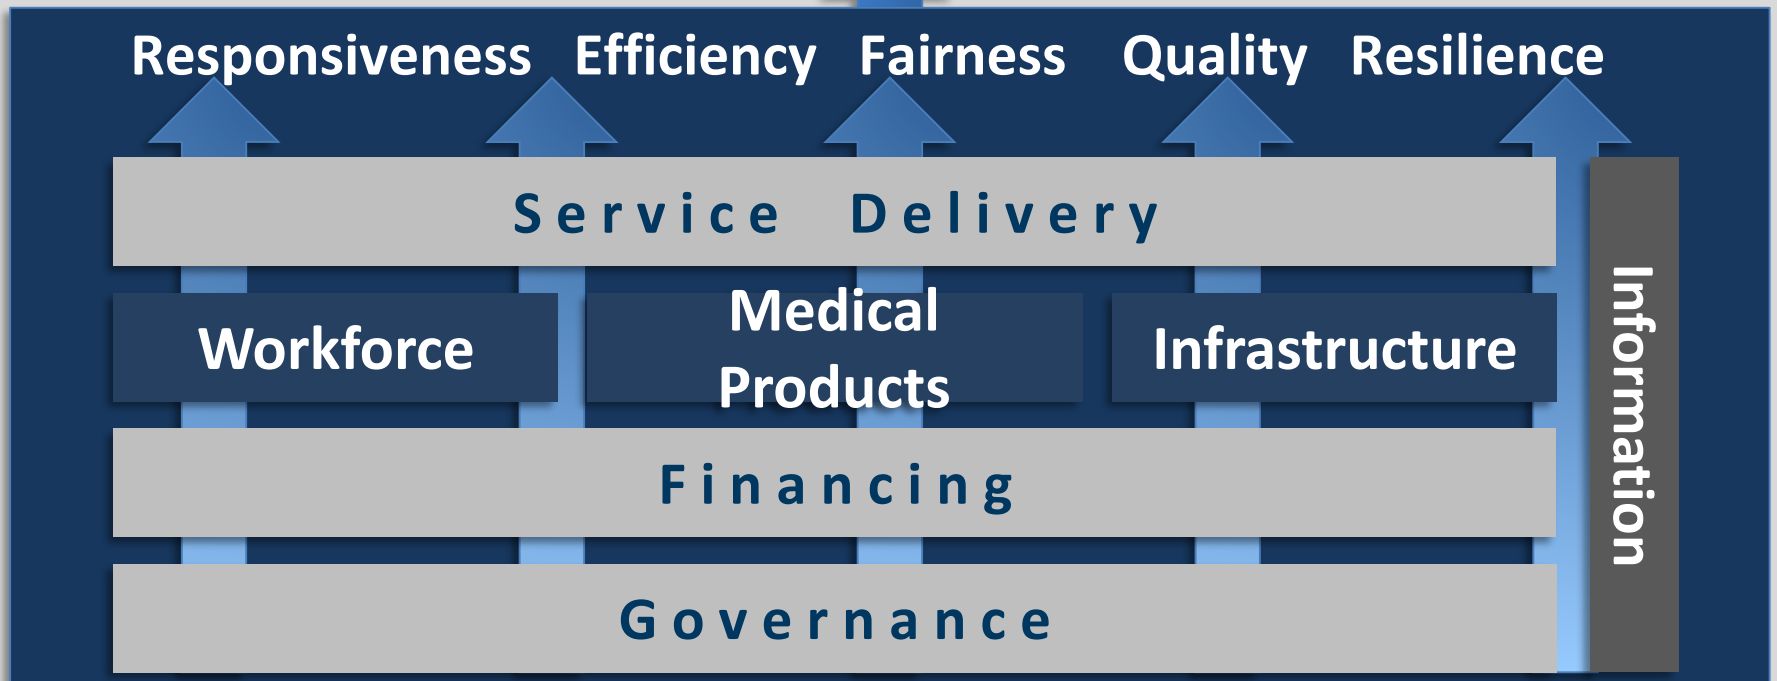 Responsiveness Efficiency Fairness Quality Resilience
Service Delivery
Workforce
Medical
Products
Infrastructure
Financing
Governance
Information